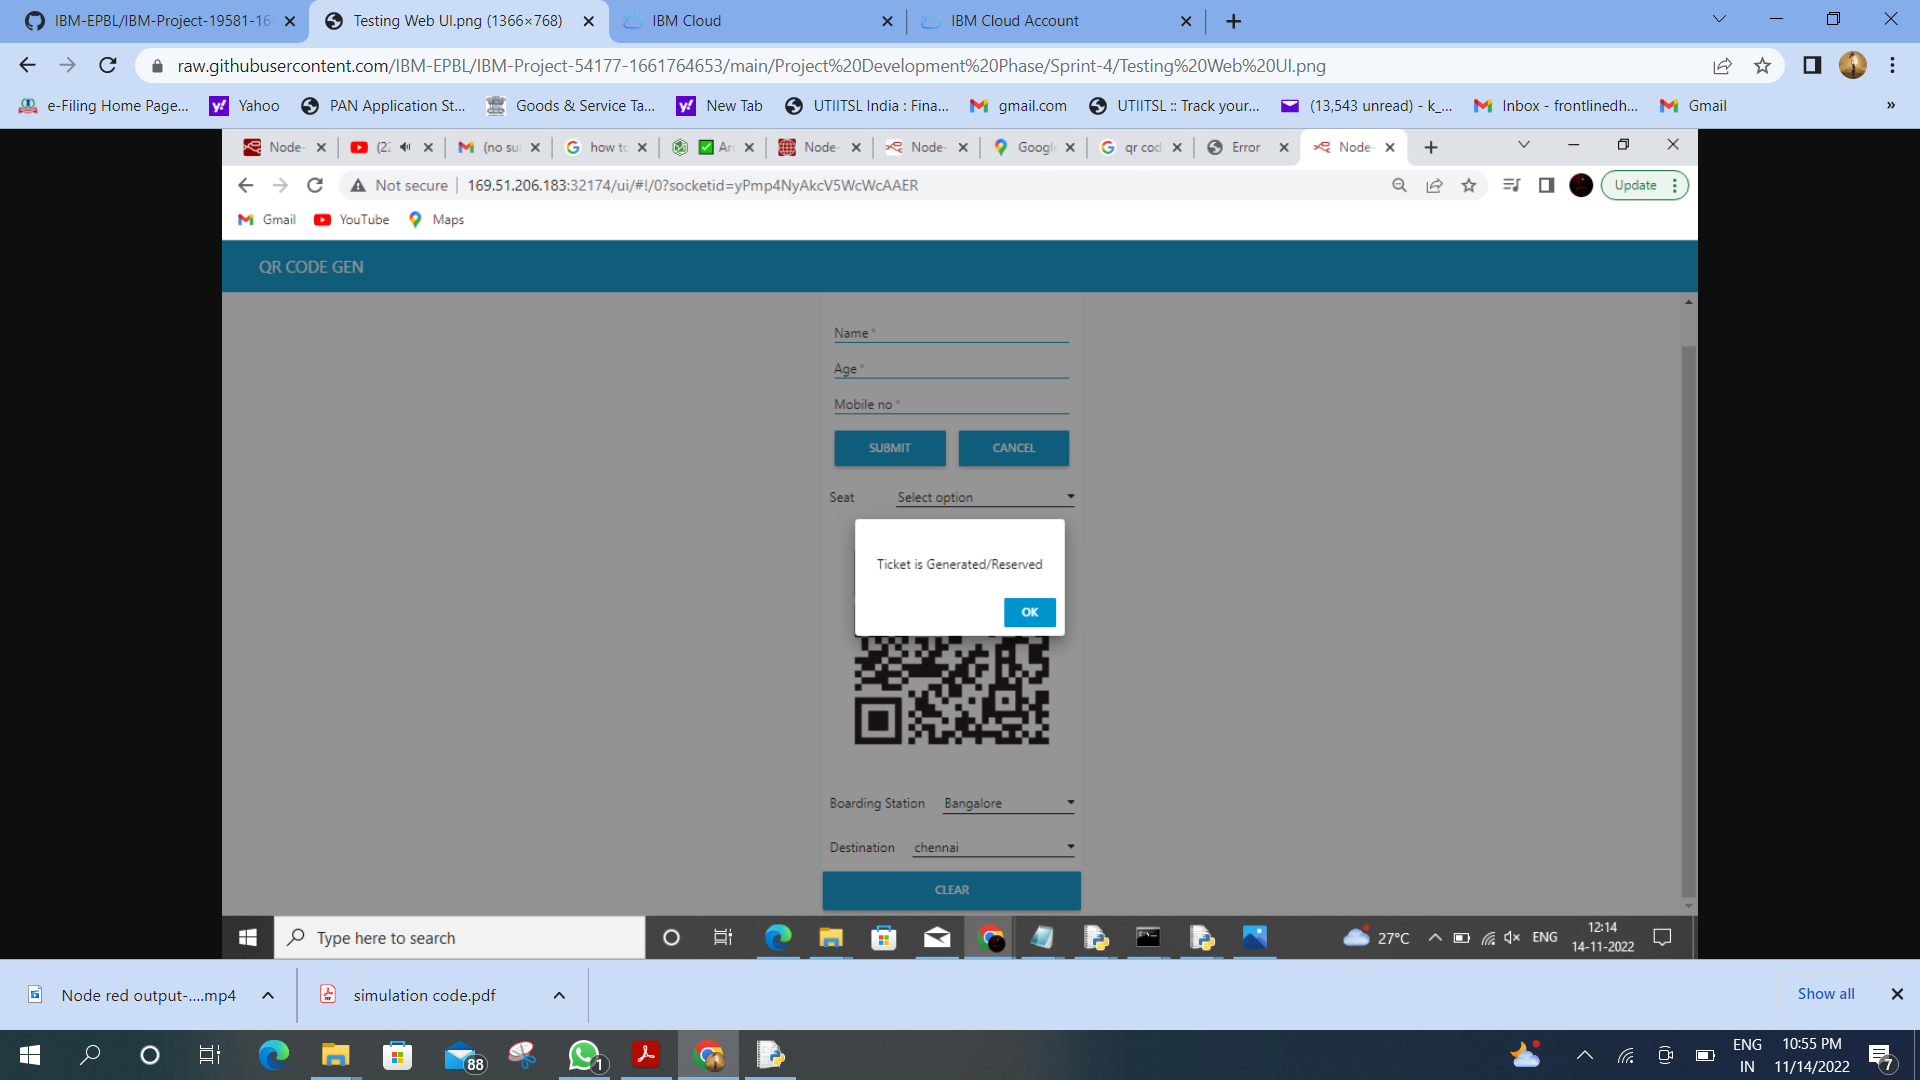 IBM-EPBL/IBM-Project-19581-16
Testing Web UI.png (1366×768)
IBM Cloud
IBM Cloud Account
raw.githubusercontent.com/IBM-EPBL/IBM-Project-54177-1661764653/main/Project%20Development%20Phase/Sprint-4/Testing%20Web%20UI.png
e-Filing Home Page...
Yahoo
PAN Application St...
Goods & Service Ta...
New Tab
UTIITSL India : Fina...
gmail.com
UTIITSL :: Track your...
(13,543 unread) - k_...
Inbox - frontlinedh...
Gmail
»
Node-
(22
(no su
how to
Ar
Node-
Node-
Google
qr cod
Error
Node-
Not secure
169.51.206.183:32174/ui/#!/0?socketid=yPmp4NyAkcV5WcWcAAER
Update
Gmail
YouTube
Maps
QR CODE GEN
Name *
Age *
Mobile no *
SUBMIT
CANCEL
Seat
Select option
Ticket is Generated/Reserved
OK
Boarding Station
Bangalore
Destination
chennai
CLEAR
Type here to search
27°C
ENG
12:14
14-11-2022
Node red output-....mp4
simulation code.pdf
Show all
88
1
ENG
IN
10:55 PM
11/14/2022
7